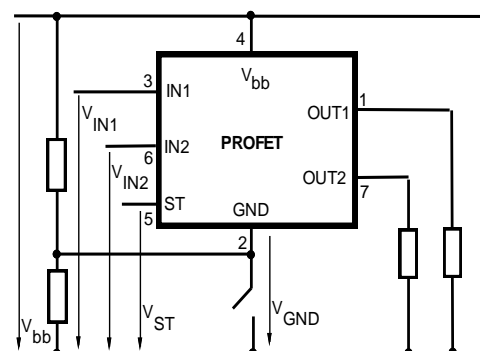 4
V bb
3
IN1
1
OUT1
V IN1
PROFET
6
IN2
V IN2
OUT2
7
ST
5
GND
2
V bb
V ST
V GND